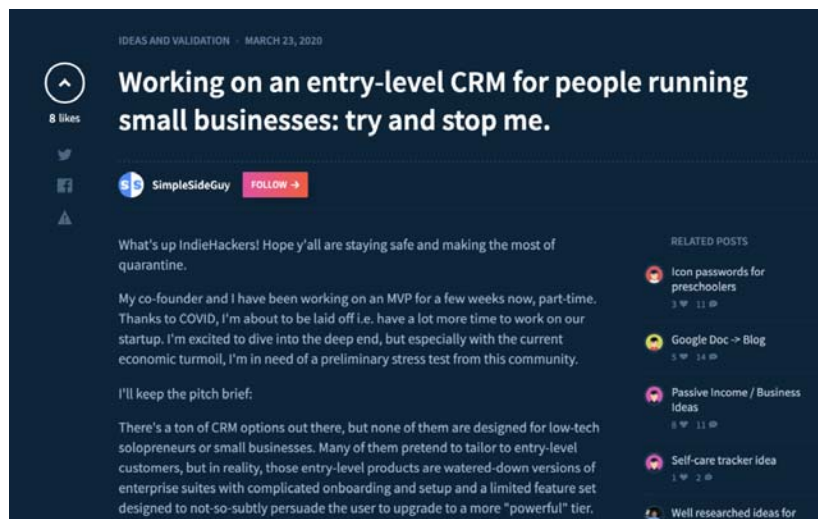 IDEAS AND VALIDATION · MARCH 23, 2020
Working on an entry-level CRM for people running
small businesses: try and stop me.
8 likes
SS
SimpleSideGuy
FOLLOW →
What's up IndieHackers! Hope y'all are staying safe and making the most of
quarantine.
My co-founder and I have been working on an MVP for a few weeks now, part-time.
Thanks to COVID, I'm about to be laid off i.e. have a lot more time to work on our
startup. I'm excited to dive into the deep end, but especially with the current
economic turmoil, I'm in need of a preliminary stress test from this community.
I'll keep the pitch brief:
There's a ton of CRM options out there, but none of them are designed for low-tech
solopreneurs or small businesses. Many of them pretend to tailor to entry-level
customers, but in reality, those entry-level products are watered-down versions of
enterprise suites with complicated onboarding and setup and a limited feature set
designed to not-so-subtly persuade the user to upgrade to a more "powerful" tier.
RELATED POSTS
Icon passwords for
preschoolers
3 11
Google Doc -> Blog
5 14
Passive Income / Business
Ideas
8 11
Self-care tracker idea
1 2
Well researched ideas for